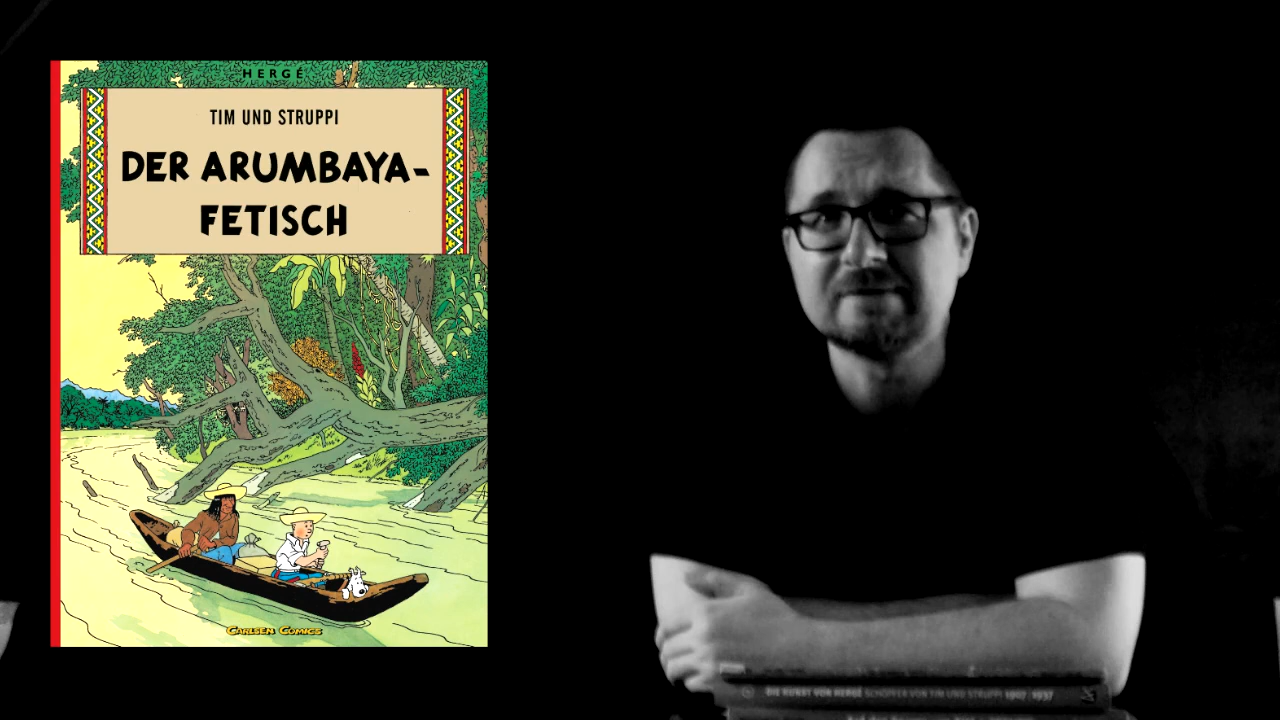 HERGÉ
TIM UND STRUPPI
DER ARUMBAYA-
FETISCH
CARLSEN COMICS
DIE KUNST VON HERGÉ SCHÖPFER VON TIM UND STRUPPI 1907-1937